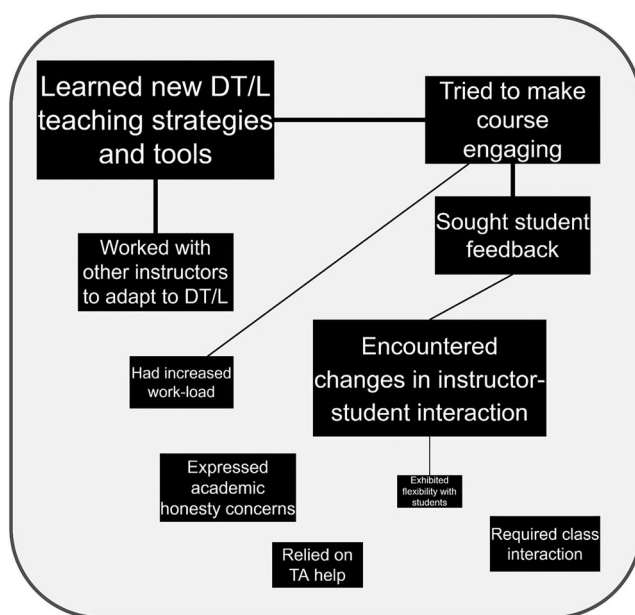 Learned new DT/L
teaching strategies
and tools
Tried to make
course
engaging
Sought student
feedback
Worked with
other instructors
to adapt to DT/L
Encountered
changes in instructor-
student interaction
Had increased
work-load
Expressed
academic
honesty concerns
Exhibited
flexibility with
students
Required class
interaction
Relied on
TA help